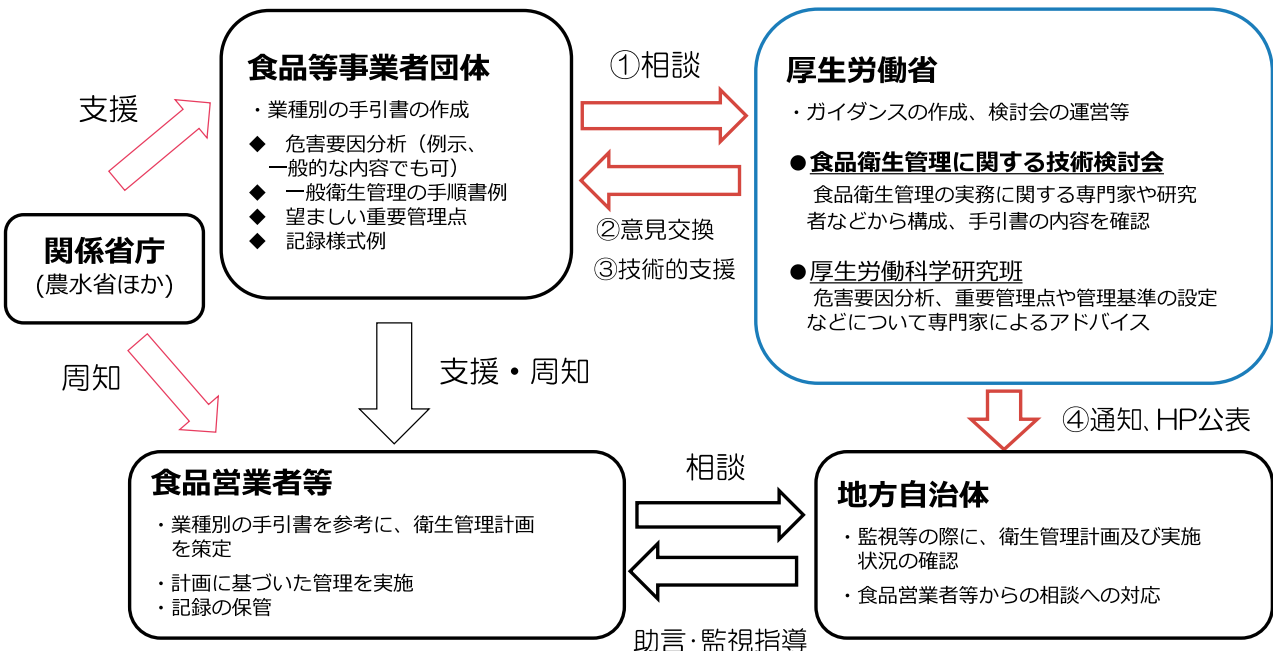 支援
食品等事業者団体
・業種別の手引書の作成
◆ 危害要因分析（例示、
一般的な内容でも可）
◆ 一般衛生管理の手順書例
◆ 望ましい重要管理点
◆ 記録様式例
①相談
②意見交換
③技術的支援
厚生労働省
・ガイダンスの作成、検討会の運営等
●食品衛生管理に関する技術検討会
食品衛生管理の実務に関する専門家や研究
者などから構成、手引書の内容を確認
●厚生労働科学研究班
危害要因分析、重要管理点や管理基準の設定
などについて専門家によるアドバイス
関係省庁
(農水省ほか)
周知
支援・周知
④通知、HP公表
食品営業者等
・業種別の手引書を参考に、衛生管理計画
を策定
・計画に基づいた管理を実施
・記録の保管
相談
助言・監視指導
地方自治体
・監視等の際に、衛生管理計画及び実施
状況の確認
・食品営業者等からの相談への対応